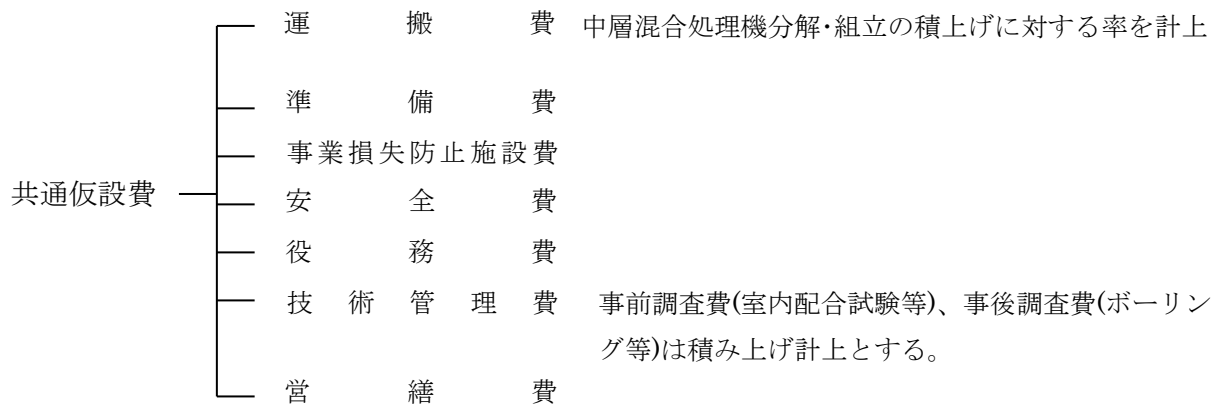 運搬費 中層混合処理機分解・組立の積上げに対する率を計上
準備費
事業損失防止施設費
共通仮設費
安全費
役務費
技術管理費 事前調査費(室内配合試験等)、事後調査費(ボーリン
グ等)は積み上げ計上とする。
営繕費